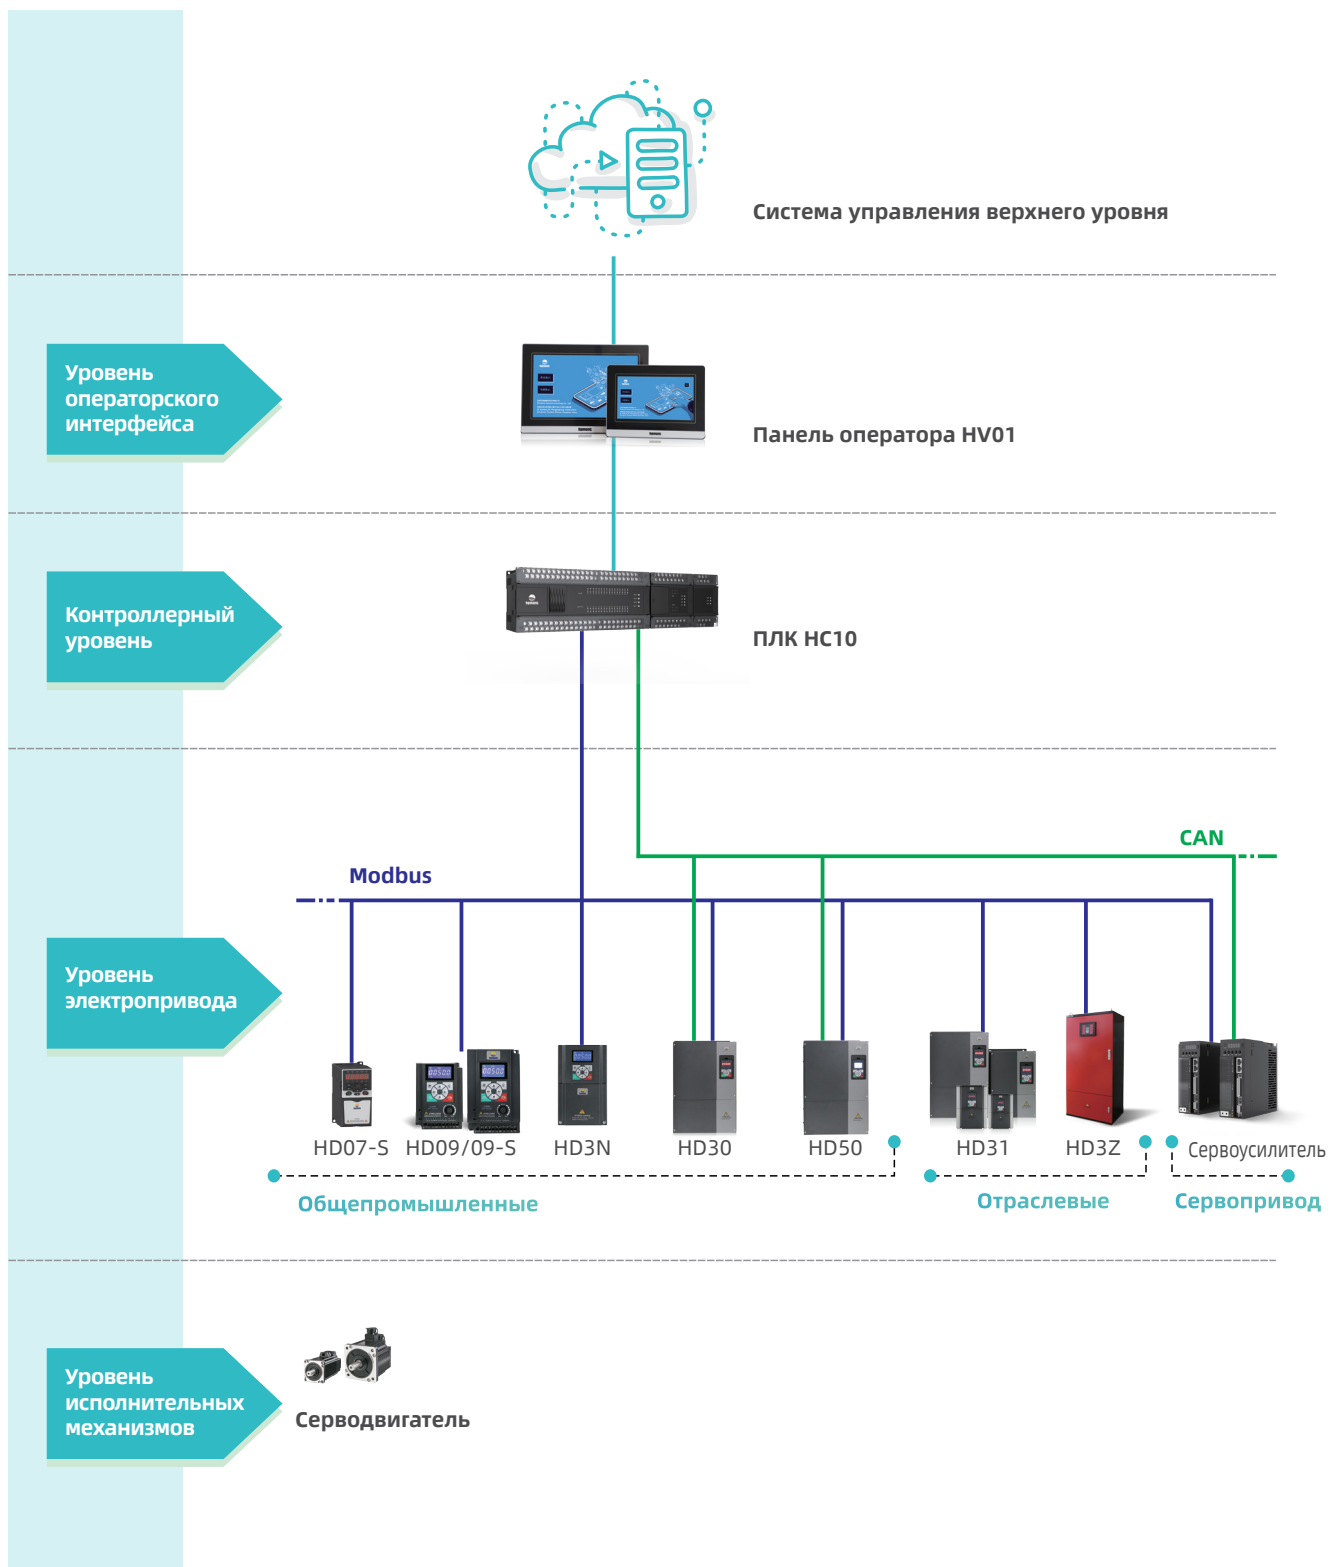 Система управления верхнего уровня
Уровень
операторского
интерфейса
Панель оператора HV01
Контроллерный
уровень
ПЛК HC10
CAN
Modbus
Уровень
электропривода
HD07-S
HD09/09-S
HD3N
HD30
HD50
HD31
HD3Z
Сервоусилитель
Общепромышленные
Отраслевые
Сервопривод
Уровень
исполнительных
механизмов
Серводвигатель